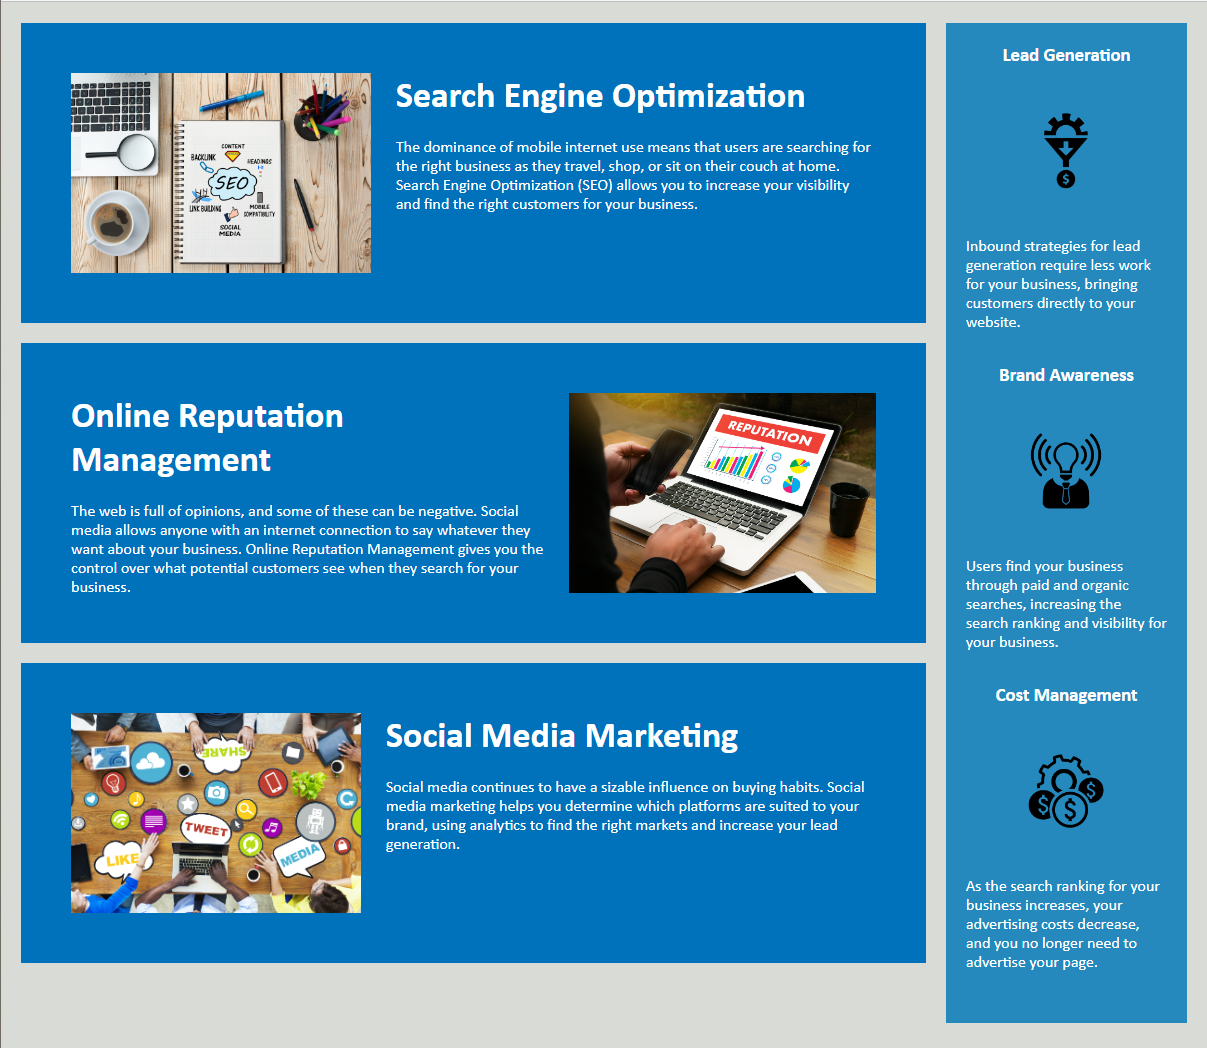 Search Engine Optimization
The dominance of mobile internet use means that users are searching for
the right business as they travel, shop, or sit on their couch at home.
Search Engine Optimization (SEO) allows you to increase your visibility
and find the right customers for your business.
CONTENT
BACKLINK
HEADINGS
SEO
LINK BUILDING
MOBILE
COMPATIBILITY
SOCIAL
MEDIA
Online Reputation
Management
The web is full of opinions, and some of these can be negative. Social
media allows anyone with an internet connection to say whatever they
want about your business. Online Reputation Management gives you the
control over what potential customers see when they search for your
business.
REPUTATION
Social Media Marketing
Social media continues to have a sizable influence on buying habits. Social
media marketing helps you determine which platforms are suited to your
brand, using analytics to find the right markets and increase your lead
generation.
SHARE
TWEET
LIKE
MEDIA
Lead Generation
$
Inbound strategies for lead
generation require less work
for your business, bringing
customers directly to your
website.
Brand Awareness
Users find your business
through paid and organic
searches, increasing the
search ranking and visibility for
your business.
Cost Management
$ $ $
As the search ranking for your
business increases, your
advertising costs decrease,
and you no longer need to
advertise your page.